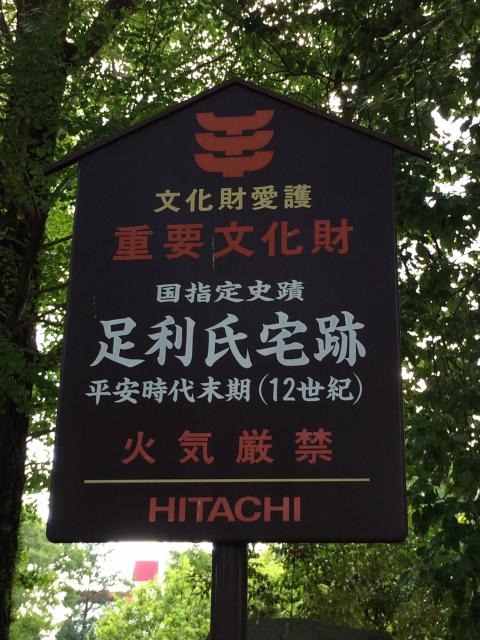 文化財愛護
重要文化財
国指定史蹟
足利氏宅跡
平安時代末期(12世紀)
火気厳禁
HITACHI